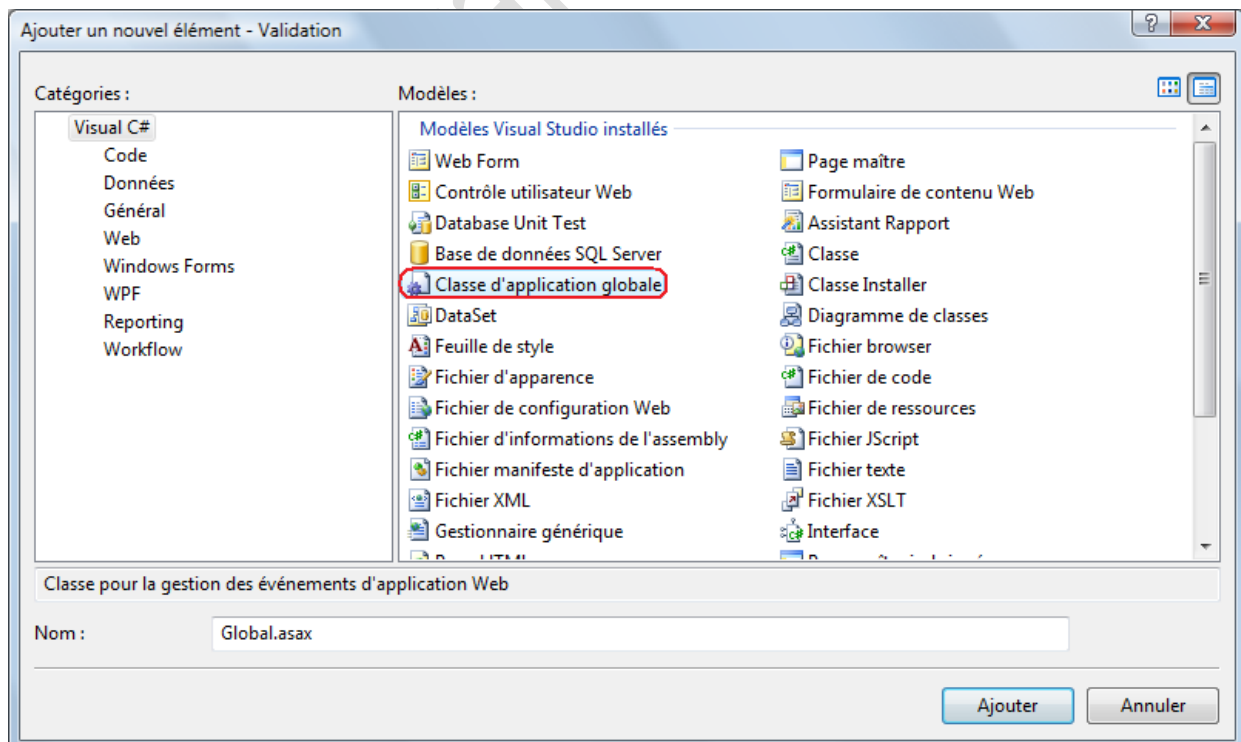 Ajouter un nouvel élément - Validation
Catégories :
Modèles :
Visual C#
Code
Données
Général
Web
Windows Forms
WPF
Reporting
Workflow
Modèles Visual Studio installés
Web Form
Page maître
Contrôle utilisateur Web
Formulaire de contenu Web
Database Unit Test
Assistant Rapport
Base de données SQL Server
Classe
Classe d'application globale
Classe Installer
DataSet
Diagramme de classes
Feuille de style
Fichier browser
Fichier d'apparence
Fichier de code
Fichier de configuration Web
Fichier de ressources
Fichier d'informations de l'assembly
Fichier JScript
Fichier manifeste d'application
Fichier texte
Fichier XML
Fichier XSLT
Gestionnaire générique
Interface
Classe pour la gestion des événements d'application Web
Nom :
Global.asax
Ajouter
Annuler